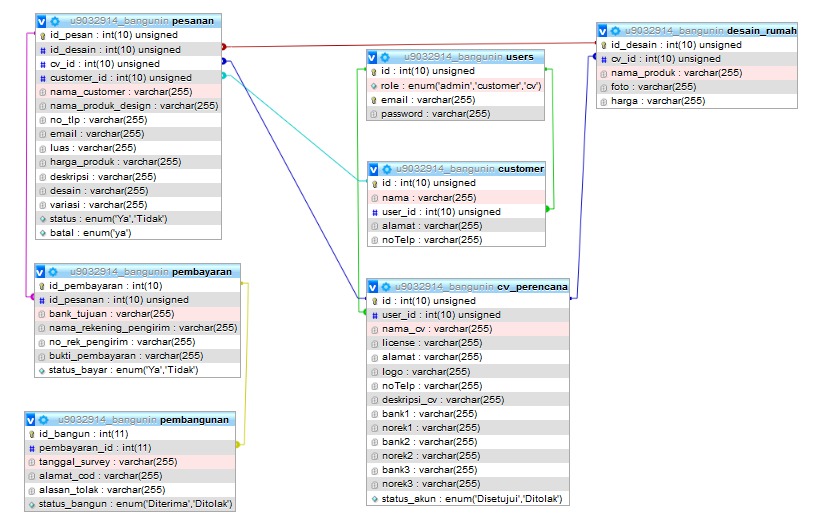 u9032914_bangunin pesanan
id_pesan : int(10) unsigned
id_desain : int(10) unsigned
cv_id : int(10) unsigned
customer_id : int(10) unsigned
nama_customer : varchar(255)
nama_produk_design : varchar(255)
no_tlp : varchar(255)
email : varchar(255)
luas : varchar(255)
harga_produk : varchar(255)
deskripsi : varchar(255)
desain : varchar(255)
variasi : varchar(255)
status : enum('Ya','Tidak')
batal : enum('ya')
u9032914_bangunin pembayaran
id_pembayaran : int(10)
id_pesanan : int(10) unsigned
bank_tujuan : varchar(255)
nama_rekening_pengirim : varchar(255)
no_rek_pengirim : varchar(255)
bukti_pembayaran : varchar(255)
status_bayar : enum('Ya','Tidak')
u9032914_bangunin pembangunan
id_bangun : int(11)
pembayaran_id : int(11)
tanggal_survey : varchar(255)
alamat_cod : varchar(255)
alasan_tolak : varchar(255)
status_bangun : enum('Diterima','Ditolak')
u9032914_bangunin users
id : int(10) unsigned
role : enum('admin','customer','cv')
email : varchar(255)
password : varchar(255)
u9032914_bangunin customer
id : int(10) unsigned
nama : varchar(255)
user_id : int(10) unsigned
alamat : varchar(255)
noTelp : varchar(255)
u9032914_bangunin cv_perencana
id : int(10) unsigned
user_id : int(10) unsigned
nama_cv : varchar(255)
license : varchar(255)
alamat : varchar(255)
logo : varchar(255)
noTelp : varchar(255)
deskripsi_cv : varchar(255)
bank1 : varchar(255)
norek1 : varchar(255)
bank2 : varchar(255)
norek2 : varchar(255)
bank3 : varchar(255)
norek3 : varchar(255)
status_akun : enum('Disetujui','Ditolak')
u9032914_bangunin desain_rumah
id_desain : int(10) unsigned
cv_id : int(10) unsigned
nama_produk : varchar(255)
foto : varchar(255)
harga : varchar(255)